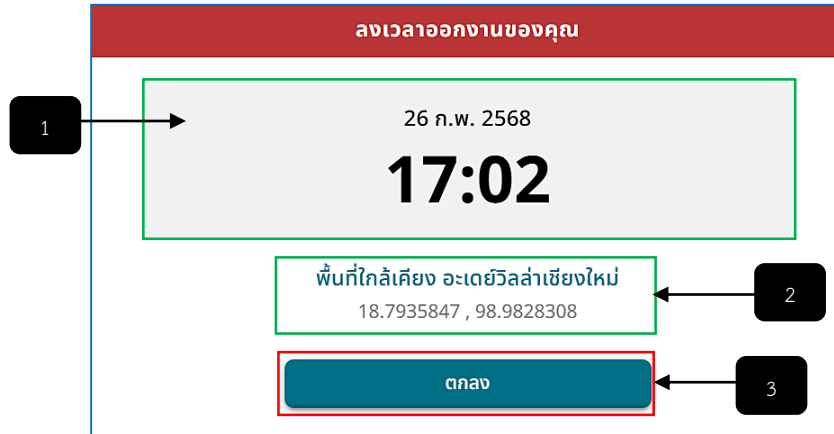 ลงเวลาออกงานของคุณ
1
26 ก.พ. 2568
17:02
พื้นที่ใกล้เคียง อะเดย์วิลล่าเชียงใหม่
18.7935847 , 98.9828308
2
ตกลง
3